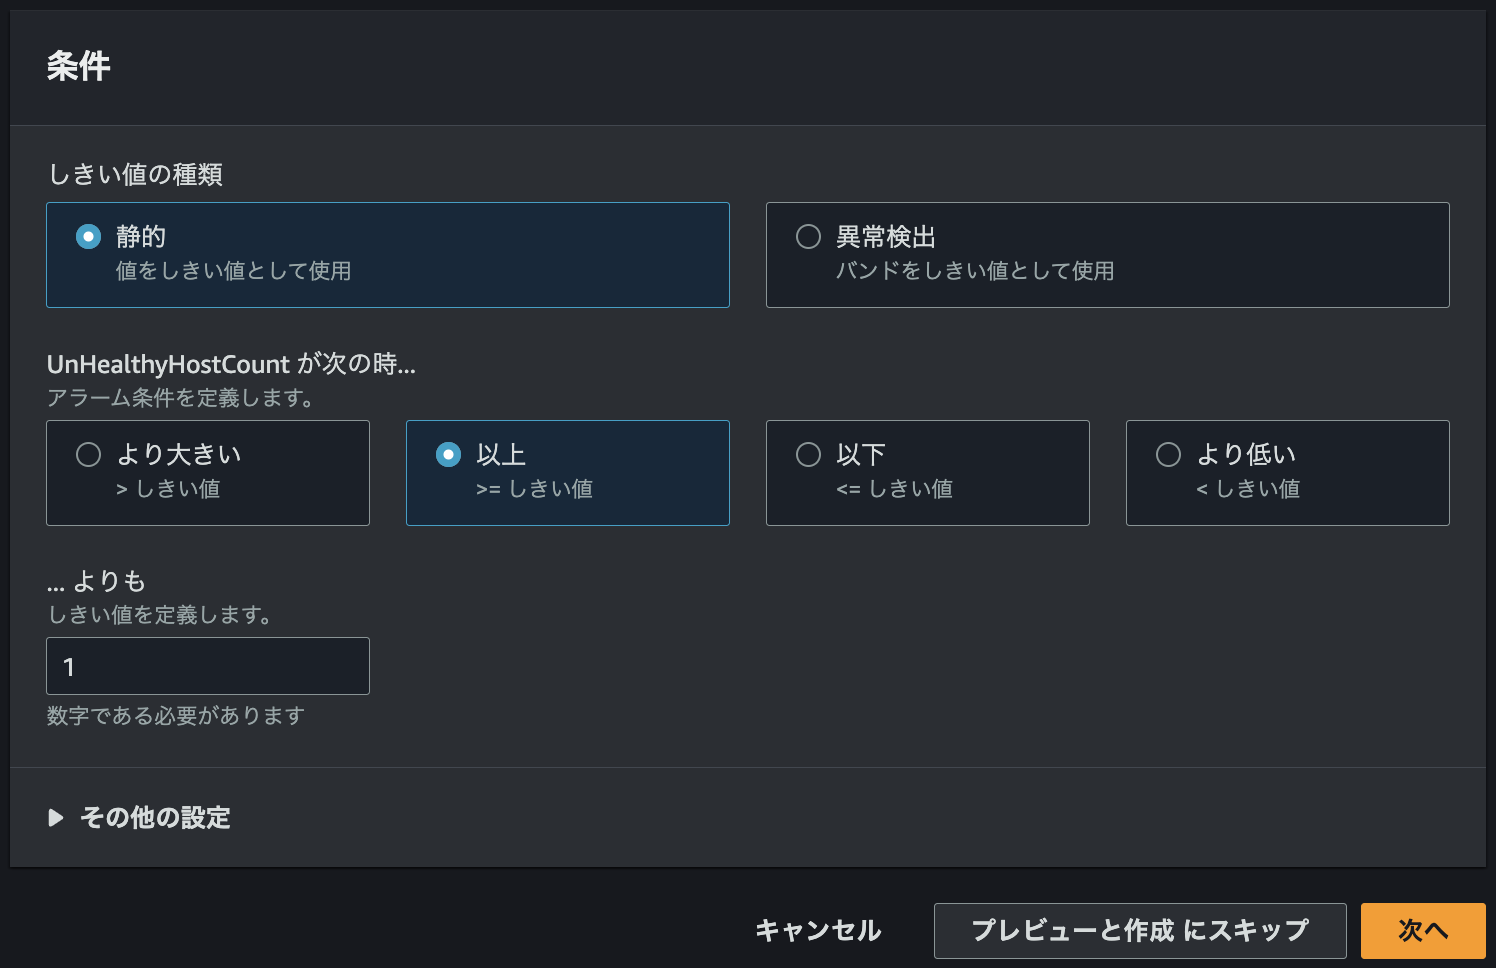 条件
しきい値の種類
静的
値をしきい値として使用
異常検出
バンドをしきい値として使用
UnHealthyHostCount が次の時...
アラーム条件を定義します。
より大きい
> しきい値
以上
>= しきい値
以下
<= しきい値
より低い
< しきい値
... よりも
しきい値を定義します。
1
数字である必要があります
その他の設定
キャンセル
プレビューと作成 にスキップ
次へ